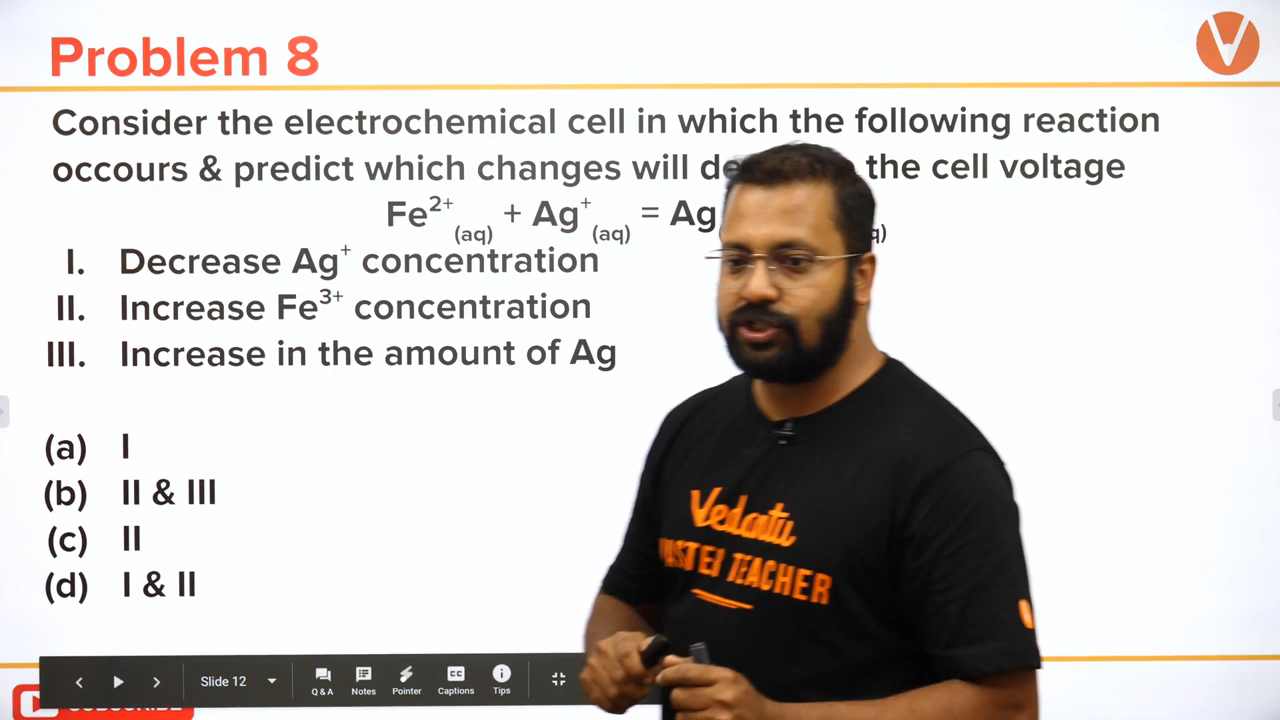 Problem 8
Consider the electrochemical cell in which the following reaction
occours & predict which changes will de the cell voltage
Fe²⁺(aq) + Ag⁺(aq) = Ag q)
I. Decrease Ag⁺ concentration
II. Increase Fe³⁺ concentration
III. Increase in the amount of Ag
(a) I
(b) II & III
(c) II
(d) I & II
Vedantu
TEACHER
Slide 12
Q & A
Notes
Pointer
CC
Captions
Tips
SUBSCRIBE